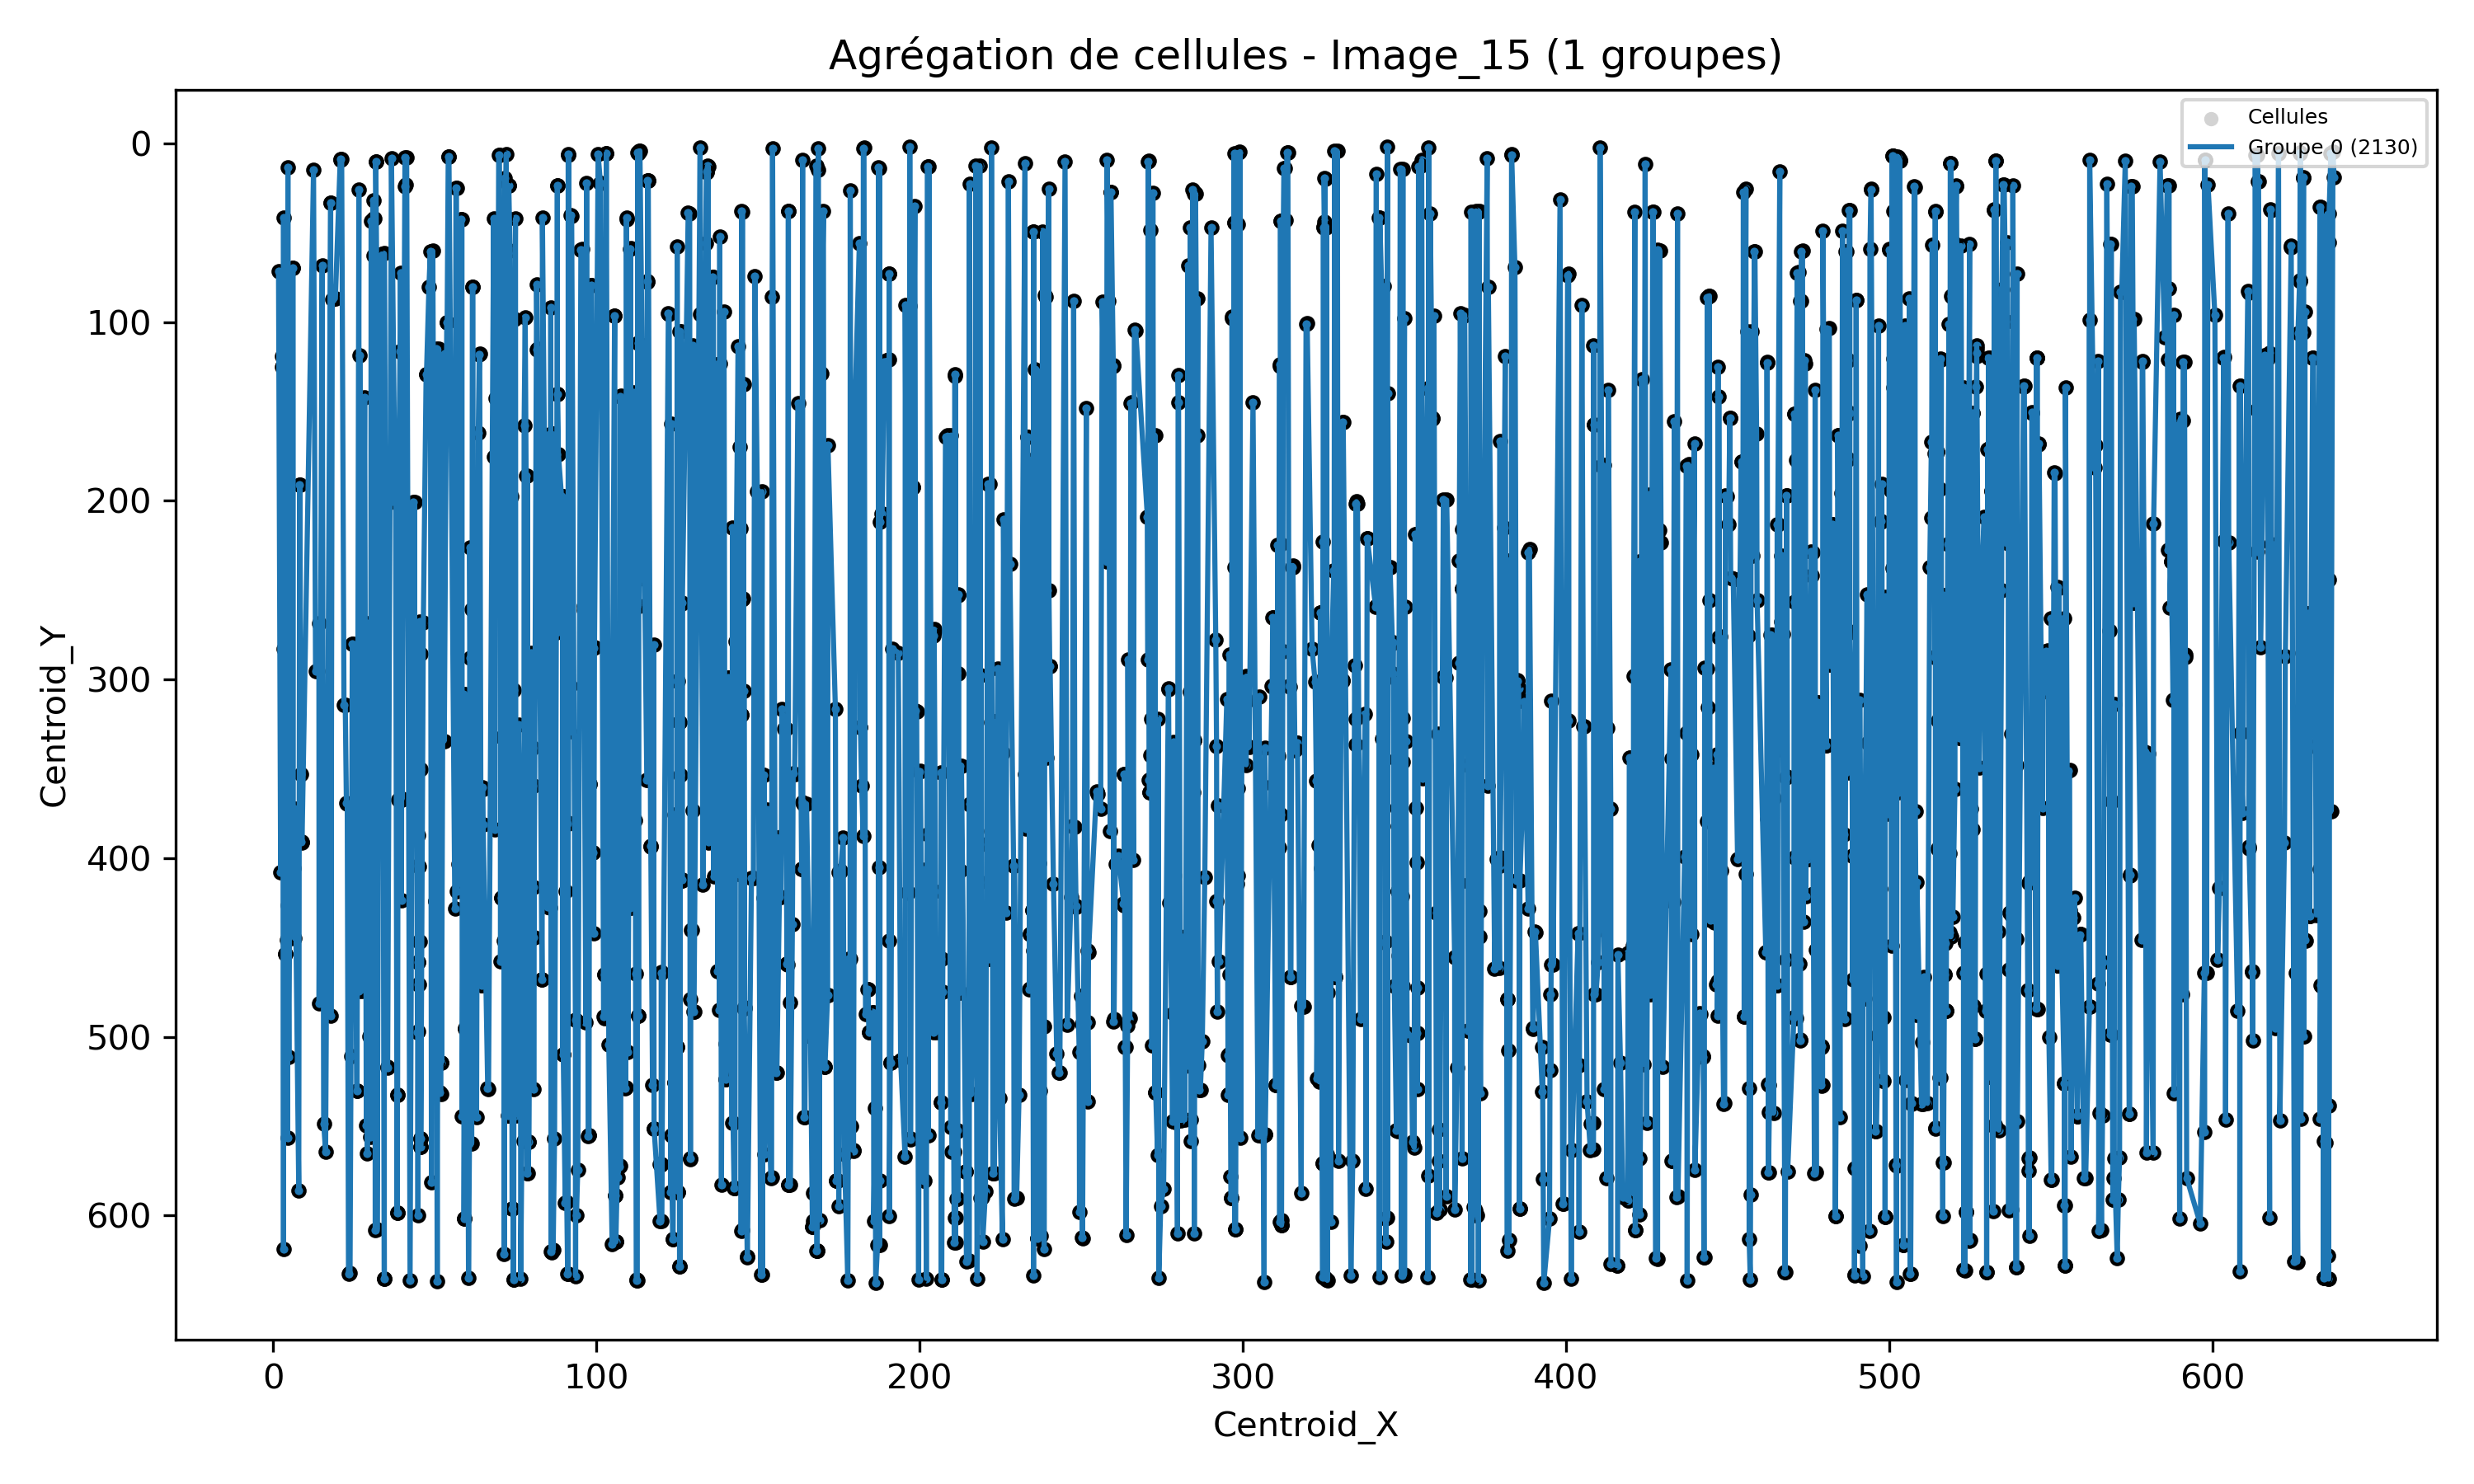 Agrégation de cellules - Image_15 (1 groupes)
Cellules
Groupe 0 (2130)
Centroid_Y
0
100
200
300
400
500
600
0 100 200 300 400 500 600
Centroid_X